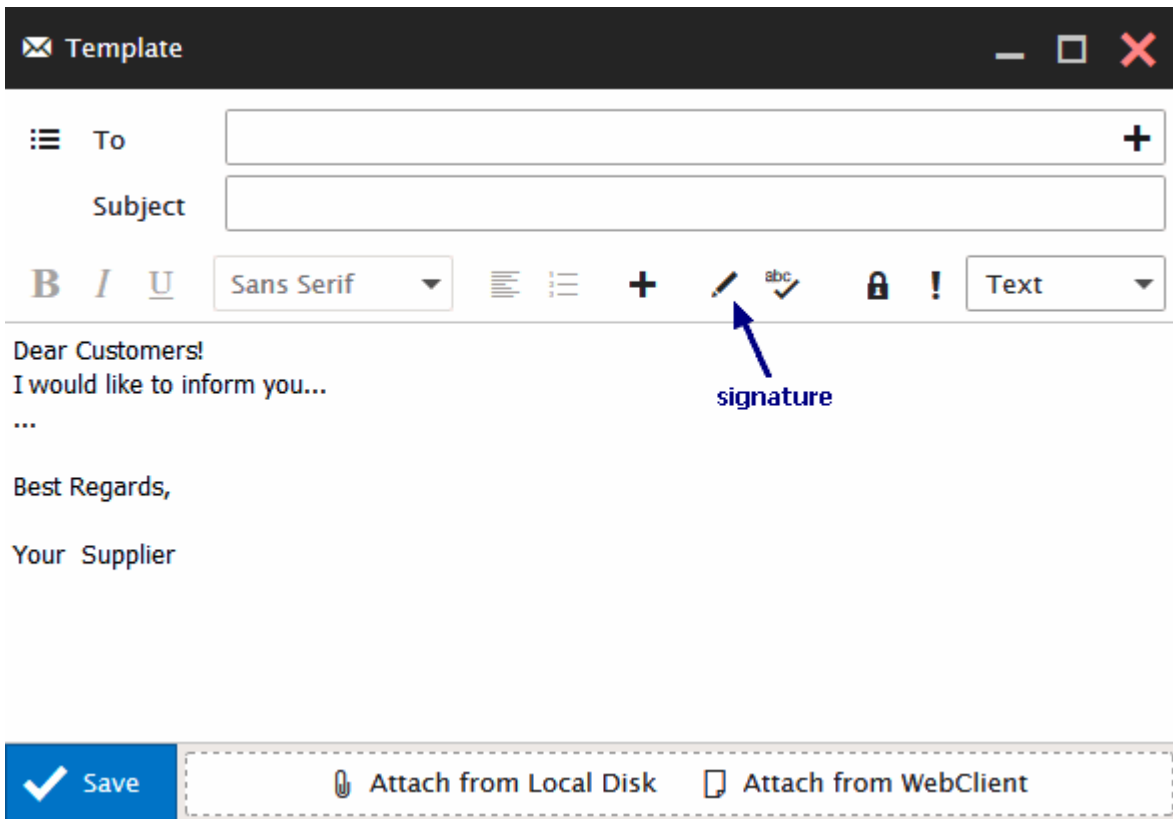 Template
To
Subject
B I U Sans Serif abc ! Text
Dear Customers!
I would like to inform you...
...
signature
Best Regards,
Your Supplier
Save Attach from Local Disk Attach from WebClient